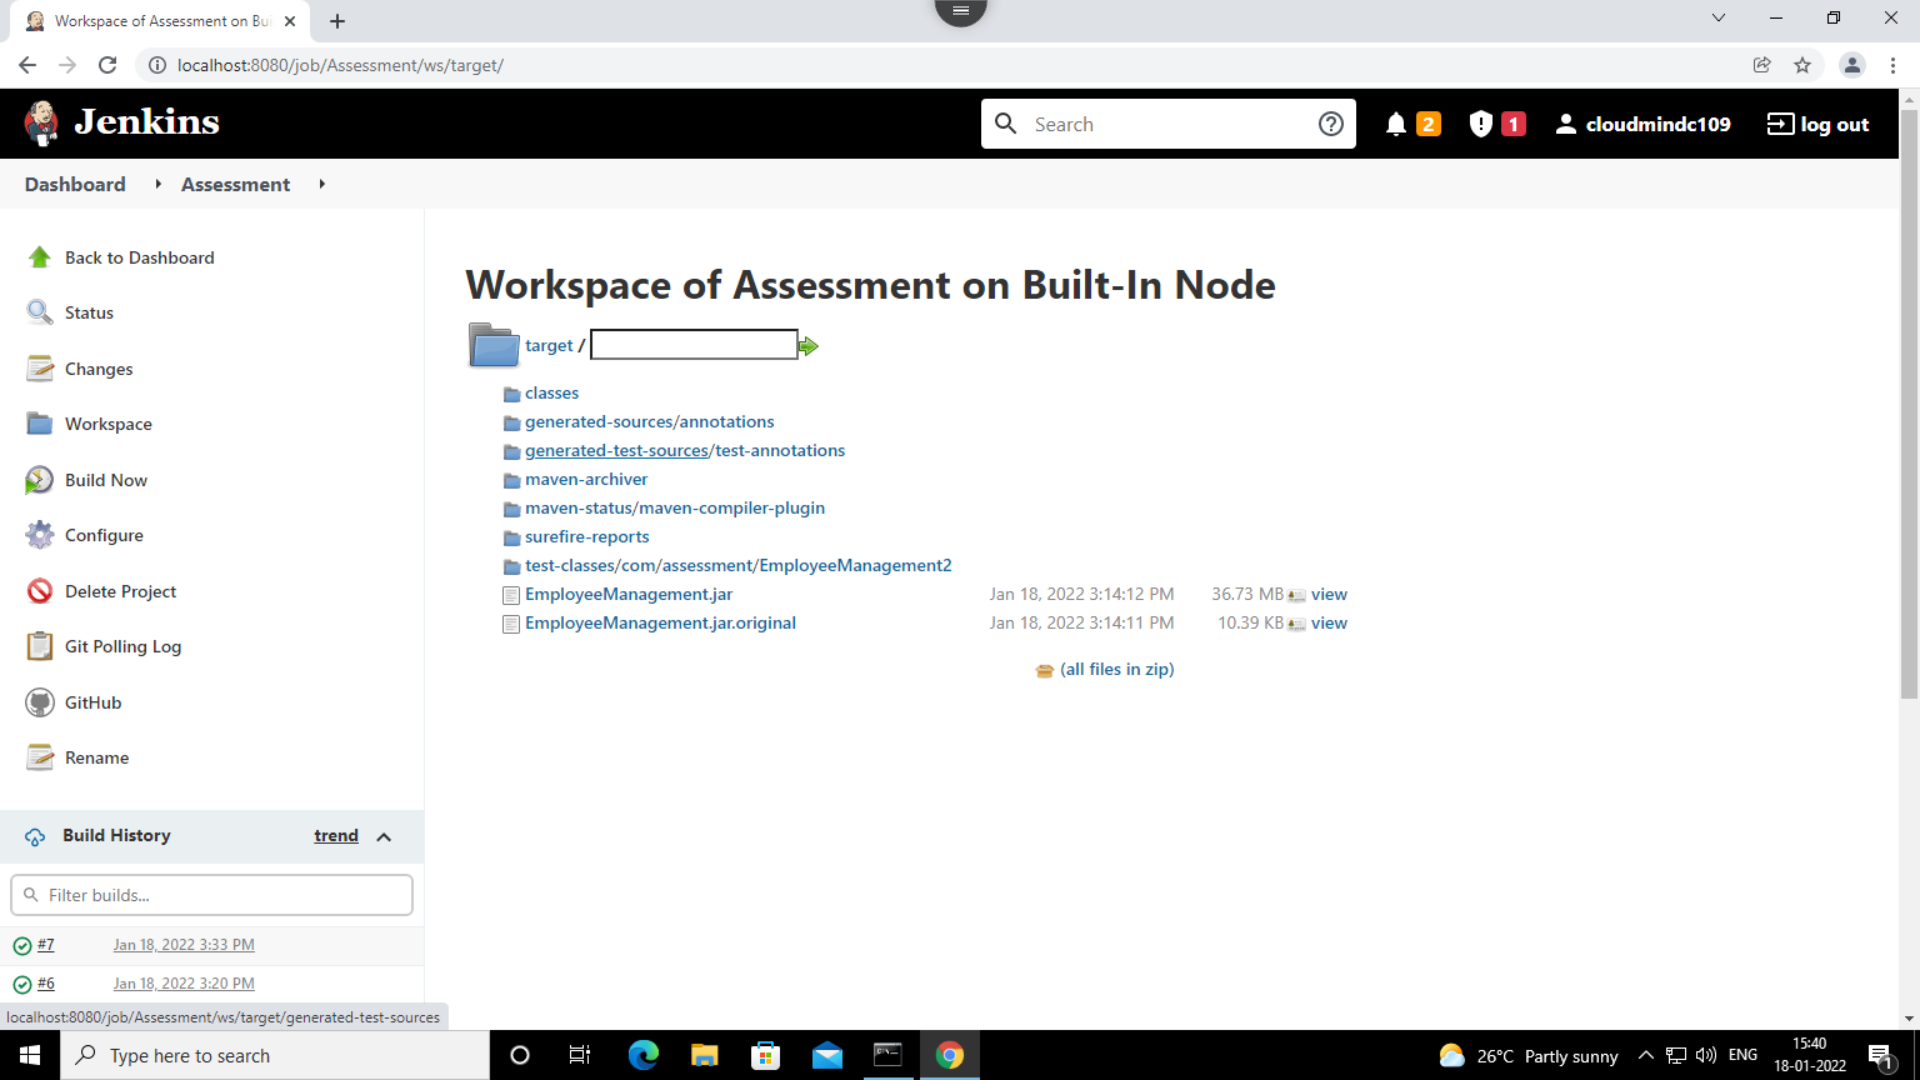 Workspace of Assessment on Bui
localhost:8080/job/Assessment/ws/target/
Jenkins
Search
2
1
cloudmindc109
log out
Dashboard
Assessment
Back to Dashboard
Status
Changes
Workspace
Build Now
Configure
Delete Project
Git Polling Log
GitHub
Rename
Build History
trend
Filter builds...
#7 Jan 18, 2022 3:33 PM
#6 Jan 18, 2022 3:20 PM
Workspace of Assessment on Built-In Node
target /
classes
generated-sources/annotations
generated-test-sources/test-annotations
maven-archiver
maven-status/maven-compiler-plugin
surefire-reports
test-classes/com/assessment/EmployeeManagement2
EmployeeManagement.jar Jan 18, 2022 3:14:12 PM 36.73 MB view
EmployeeManagement.jar.original Jan 18, 2022 3:14:11 PM 10.39 KB view
(all files in zip)
localhost:8080/job/Assessment/ws/target/generated-test-sources
Type here to search
26°C Partly sunny
ENG
15:40
18-01-2022
1